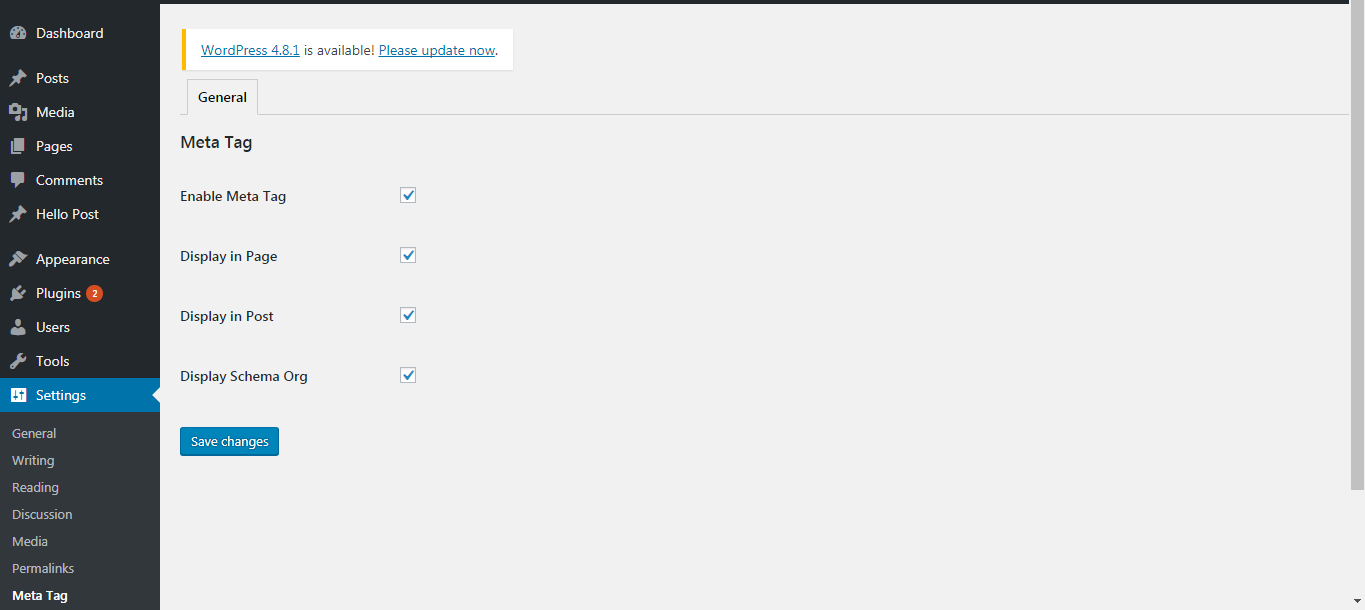 Dashboard
Posts
Media
Pages
Comments
Hello Post
Appearance
Plugins 2
Users
Tools
Settings
General
Writing
Reading
Discussion
Media
Permalinks
Meta Tag
WordPress 4.8.1 is available! Please update now.
General
Meta Tag
Enable Meta Tag
Display in Page
Display in Post
Display Schema Org
Save changes